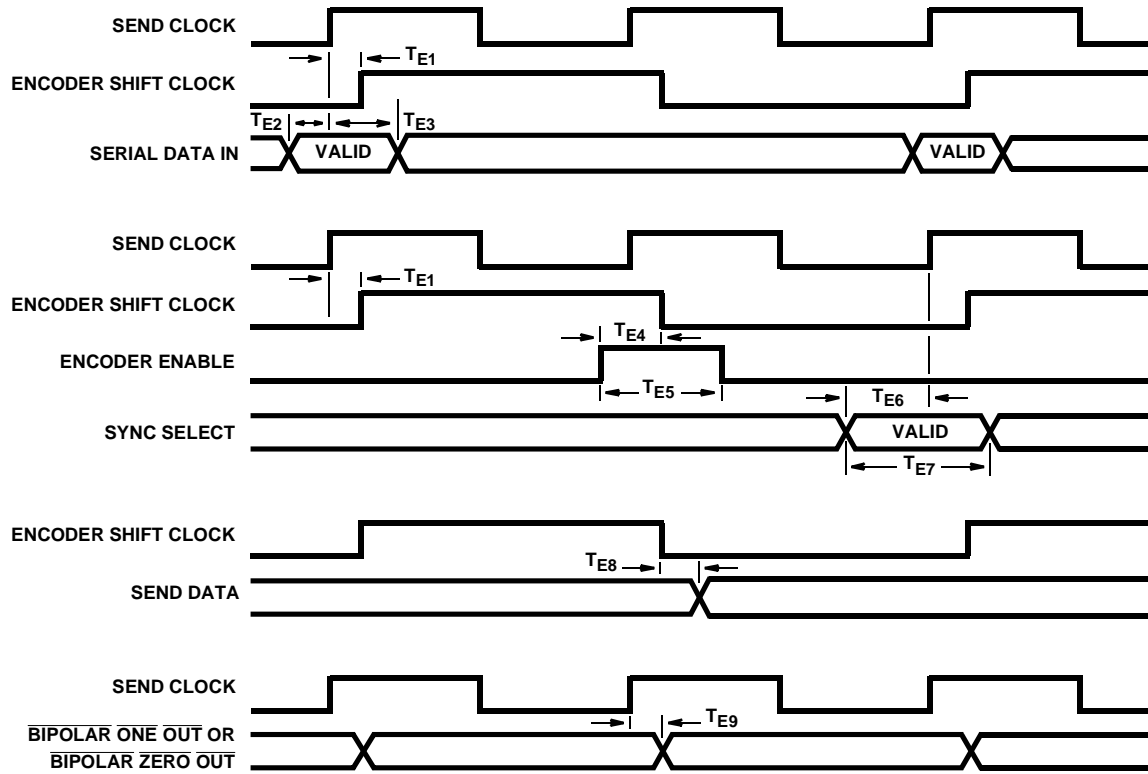 SEND CLOCK
TE1
ENCODER SHIFT CLOCK
TE2
TE3
SERIAL DATA IN
VALID
VALID
SEND CLOCK
TE1
ENCODER SHIFT CLOCK
TE4
ENCODER ENABLE
TE5
TE6
SYNC SELECT
VALID
TE7
ENCODER SHIFT CLOCK
TE8
SEND DATA
SEND CLOCK
TE9
BIPOLAR ONE OUT OR
BIPOLAR ZERO OUT